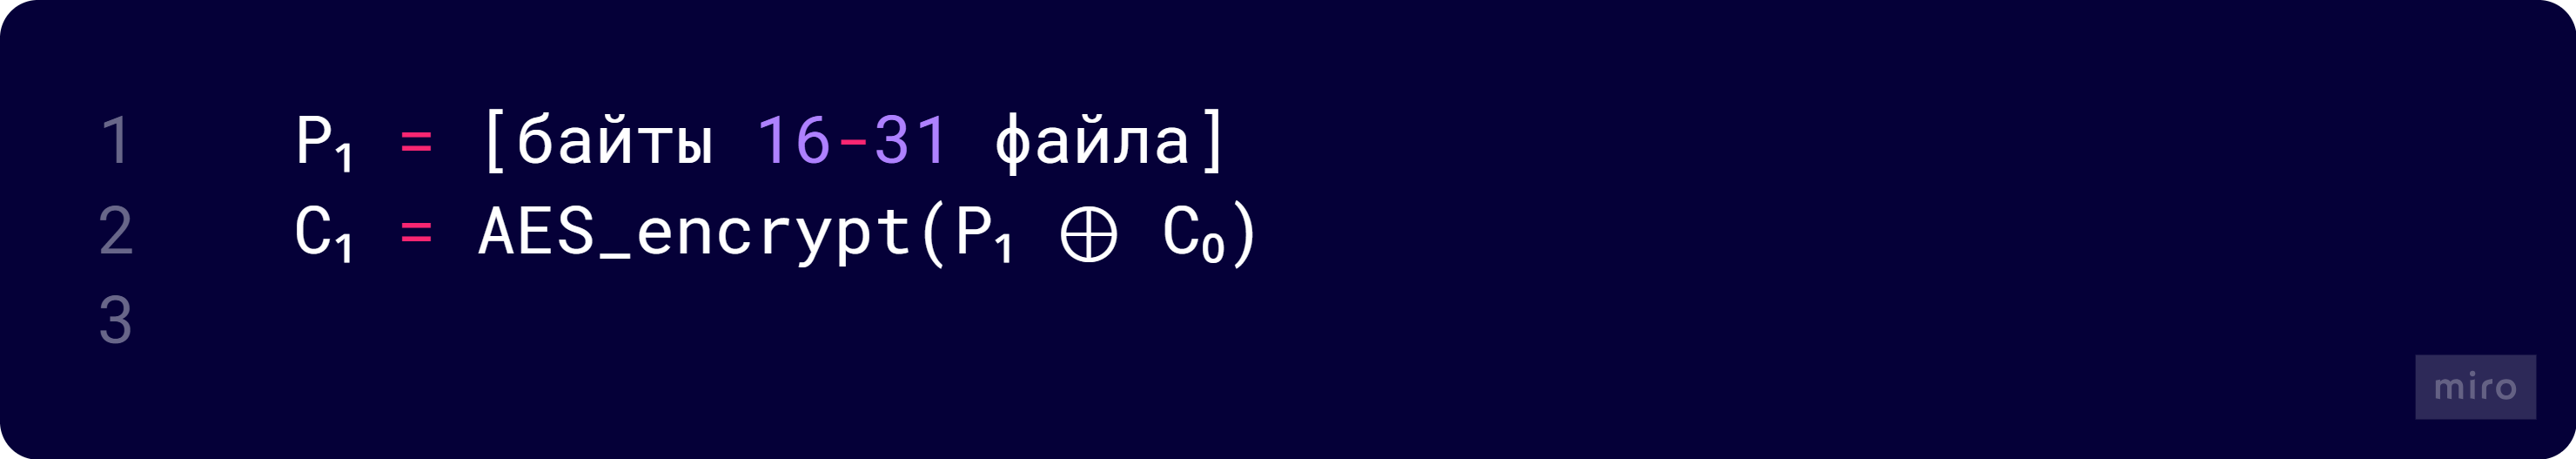 1 P₁ = [байты 16-31 файла]
2 C₁ = AES_encrypt(P₁ ⊕ C₀)
3
miro